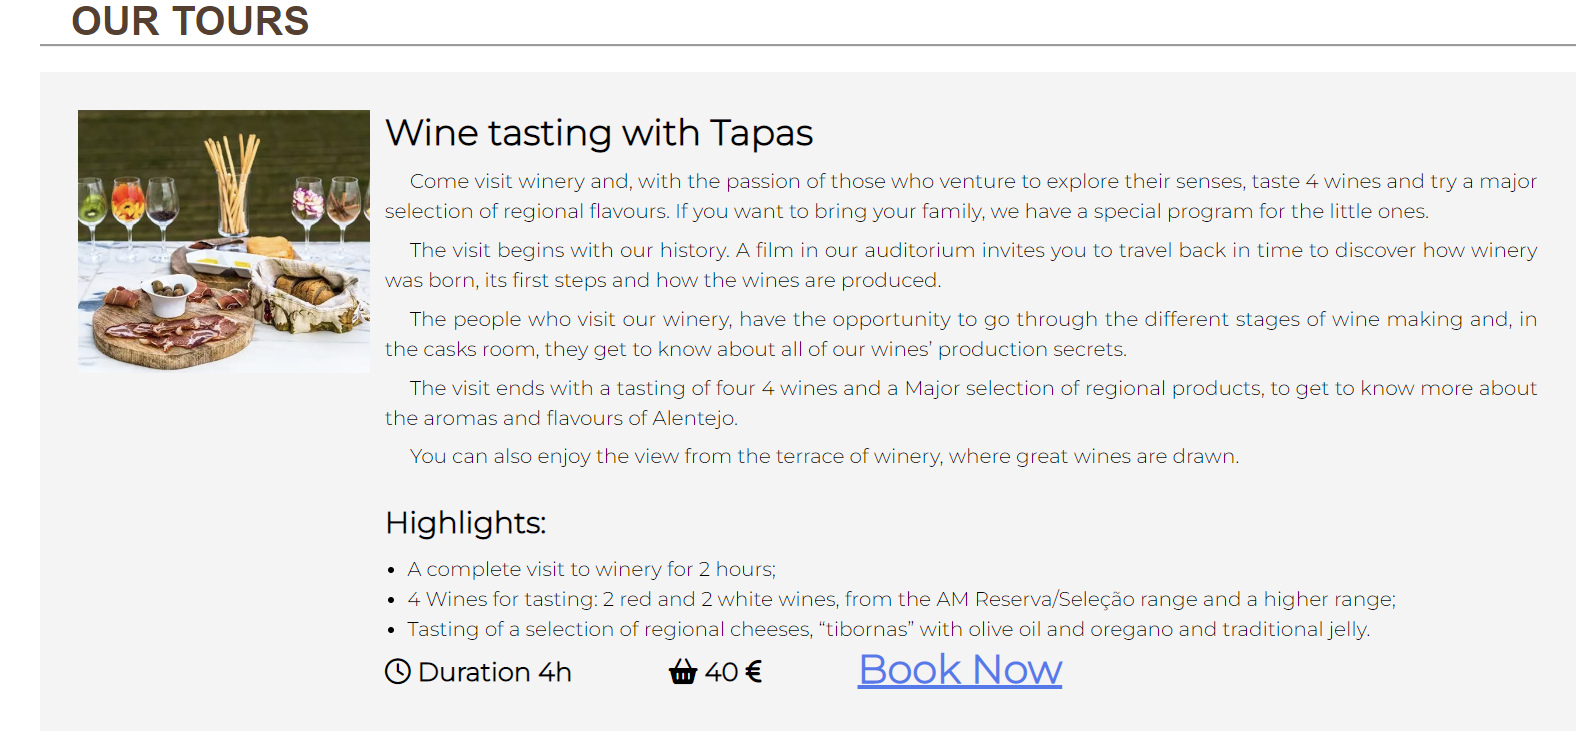 OUR TOURS
Wine tasting with Tapas
Come visit winery and, with the passion of those who venture to explore their senses, taste 4 wines and try a major
selection of regional flavours. If you want to bring your family, we have a special program for the little ones.
The visit begins with our history. A film in our auditorium invites you to travel back in time to discover how winery
was born, its first steps and how the wines are produced.
The people who visit our winery, have the opportunity to go through the different stages of wine making and, in
the casks room, they get to know about all of our wines’ production secrets.
The visit ends with a tasting of four 4 wines and a Major selection of regional products, to get to know more about
the aromas and flavours of Alentejo.
You can also enjoy the view from the terrace of winery, where great wines are drawn.
Highlights:
• A complete visit to winery for 2 hours;
• 4 Wines for tasting: 2 red and 2 white wines, from the AM Reserva/Seleção range and a higher range;
• Tasting of a selection of regional cheeses, “tibornas” with olive oil and oregano and traditional jelly.
Duration 4h 40 € Book Now